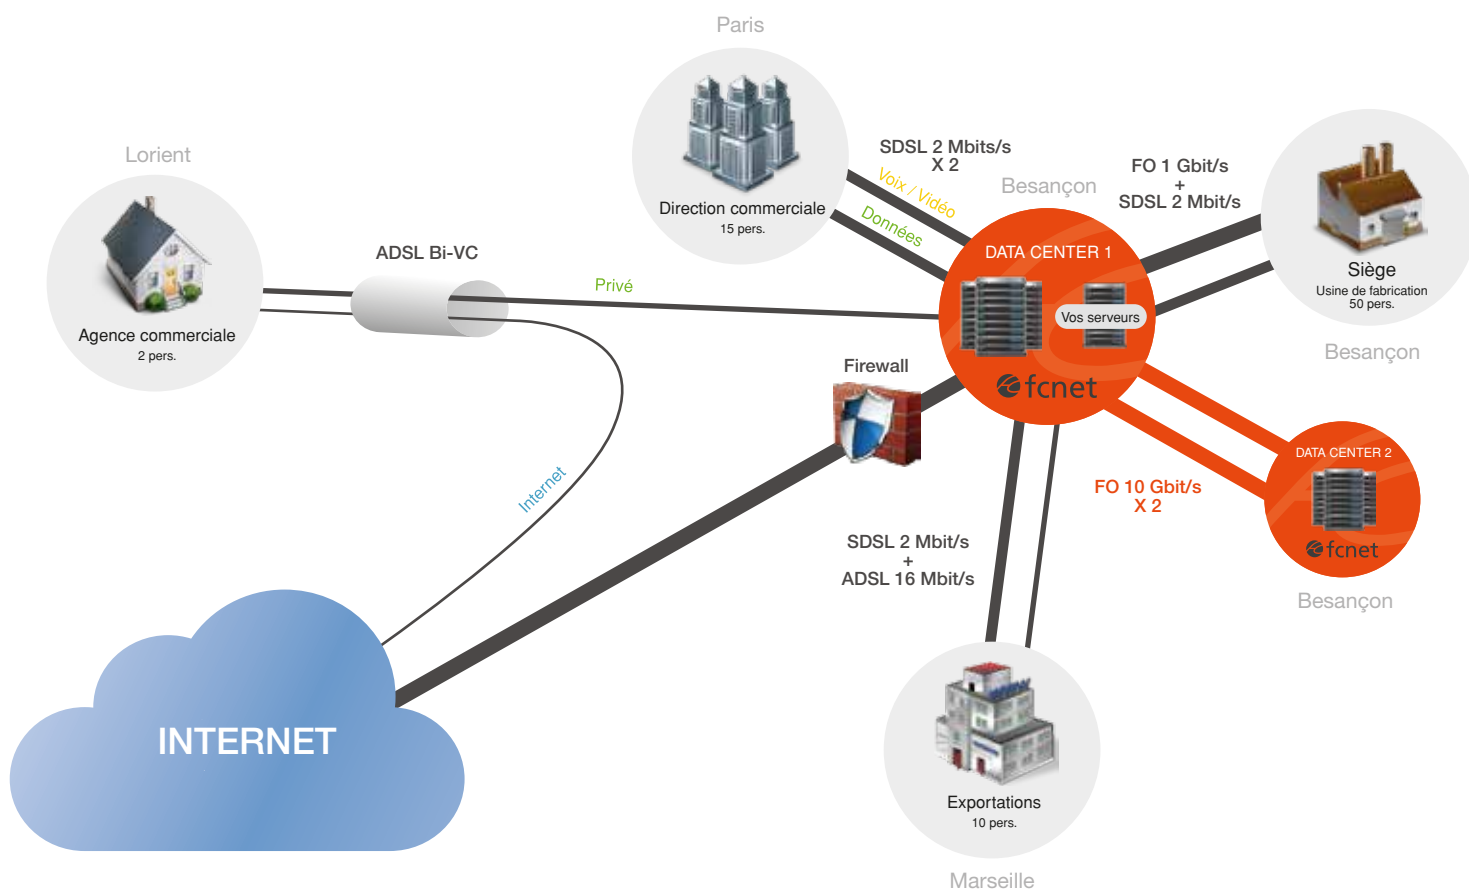 Paris
Direction commerciale
15 pers.
Lorient
Agence commerciale
2 pers.
ADSL Bi-VC
Privé
Internet
SDSL 2 Mbits/s
X 2
Voix / Vidéo
Données
Besançon
DATA CENTER 1
Vos serveurs
fcnet
FO 1 Gbit/s
+
SDSL 2 Mbit/s
Siège
Usine de fabrication
50 pers.
Besançon
Firewall
FO 10 Gbit/s
X 2
DATA CENTER 2
fcnet
Besançon
SDSL 2 Mbit/s
+
ADSL 16 Mbit/s
INTERNET
Exportations
10 pers.
Marseille